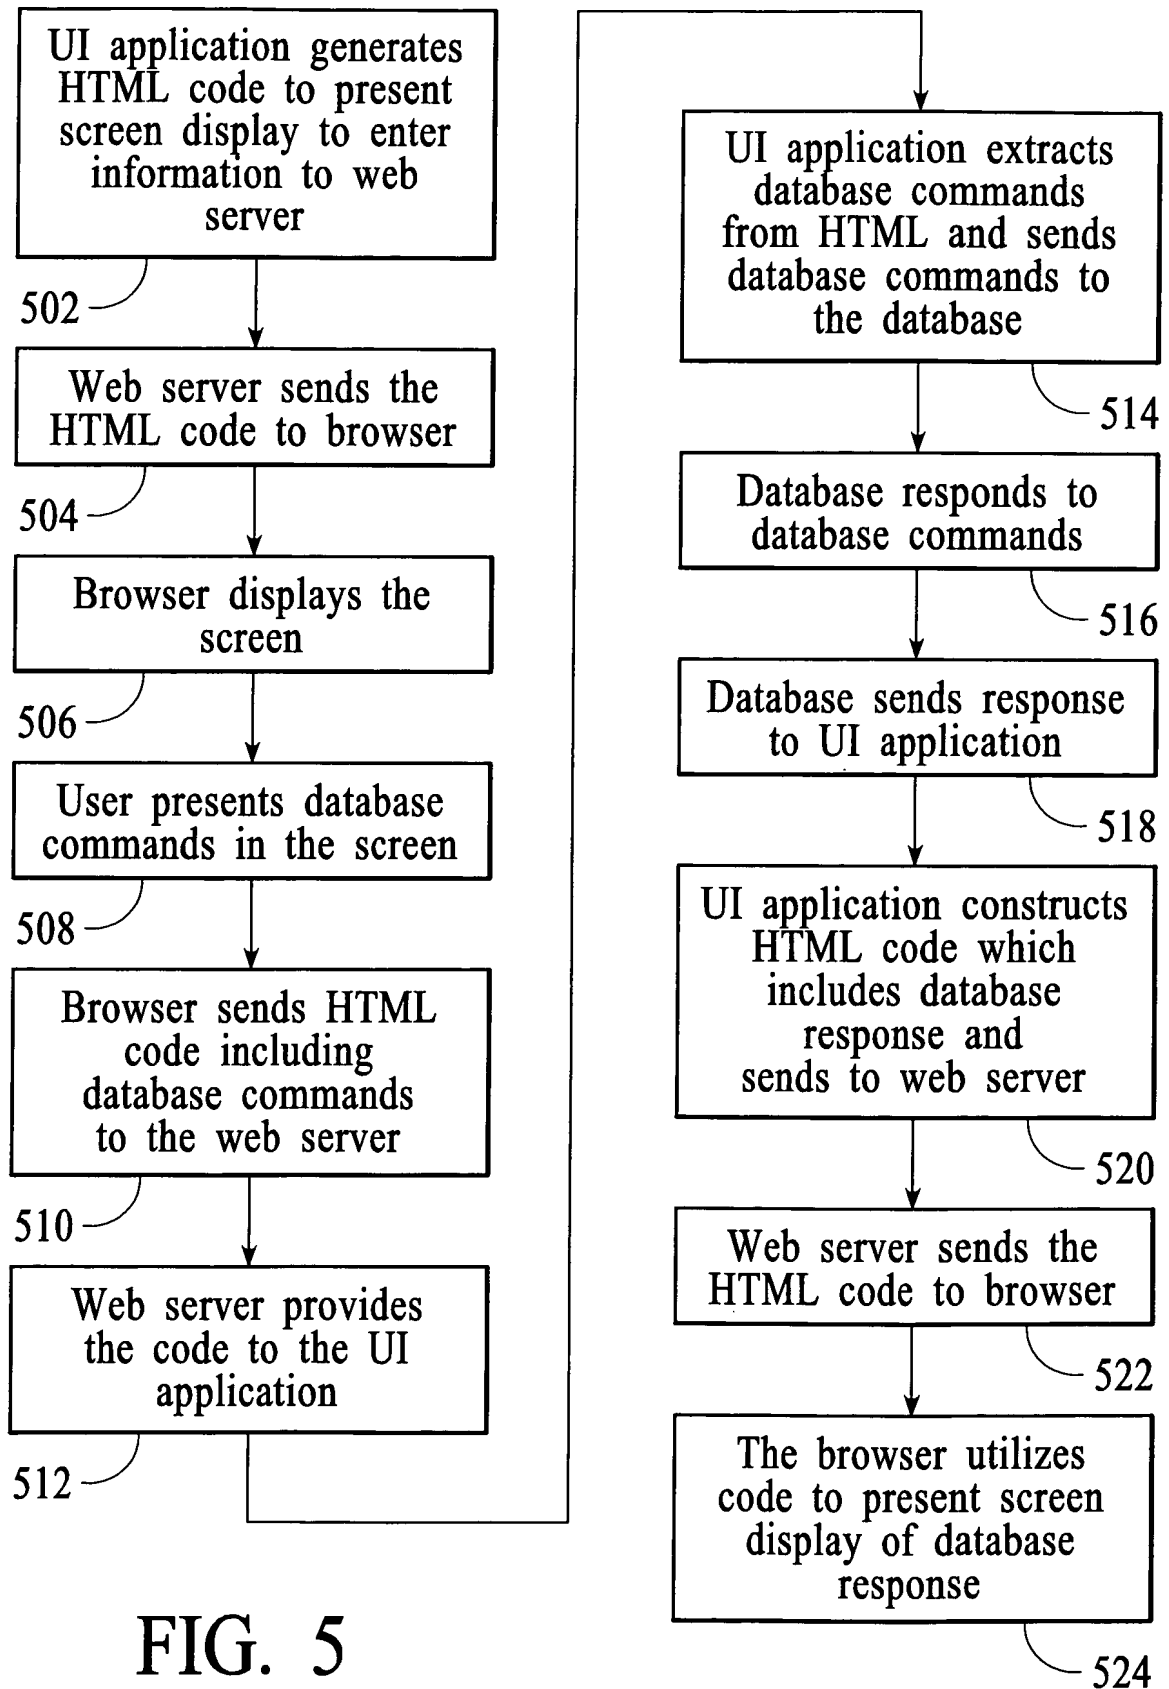 UI application generates
HTML code to present
screen display to enter
information to web
server
502
Web server sends the
HTML code to browser
504
Browser displays the
screen
506
User presents database
commands in the screen
508
Browser sends HTML
code including
database commands
to the web server
510
Web server provides
the code to the UI
application
512
UI application extracts
database commands
from HTML and sends
database commands to
the database
514
Database responds to
database commands
516
Database sends response
to UI application
518
UI application constructs
HTML code which
includes database
response and
sends to web server
520
Web server sends the
HTML code to browser
522
The browser utilizes
code to present screen
display of database
response
524
FIG. 5